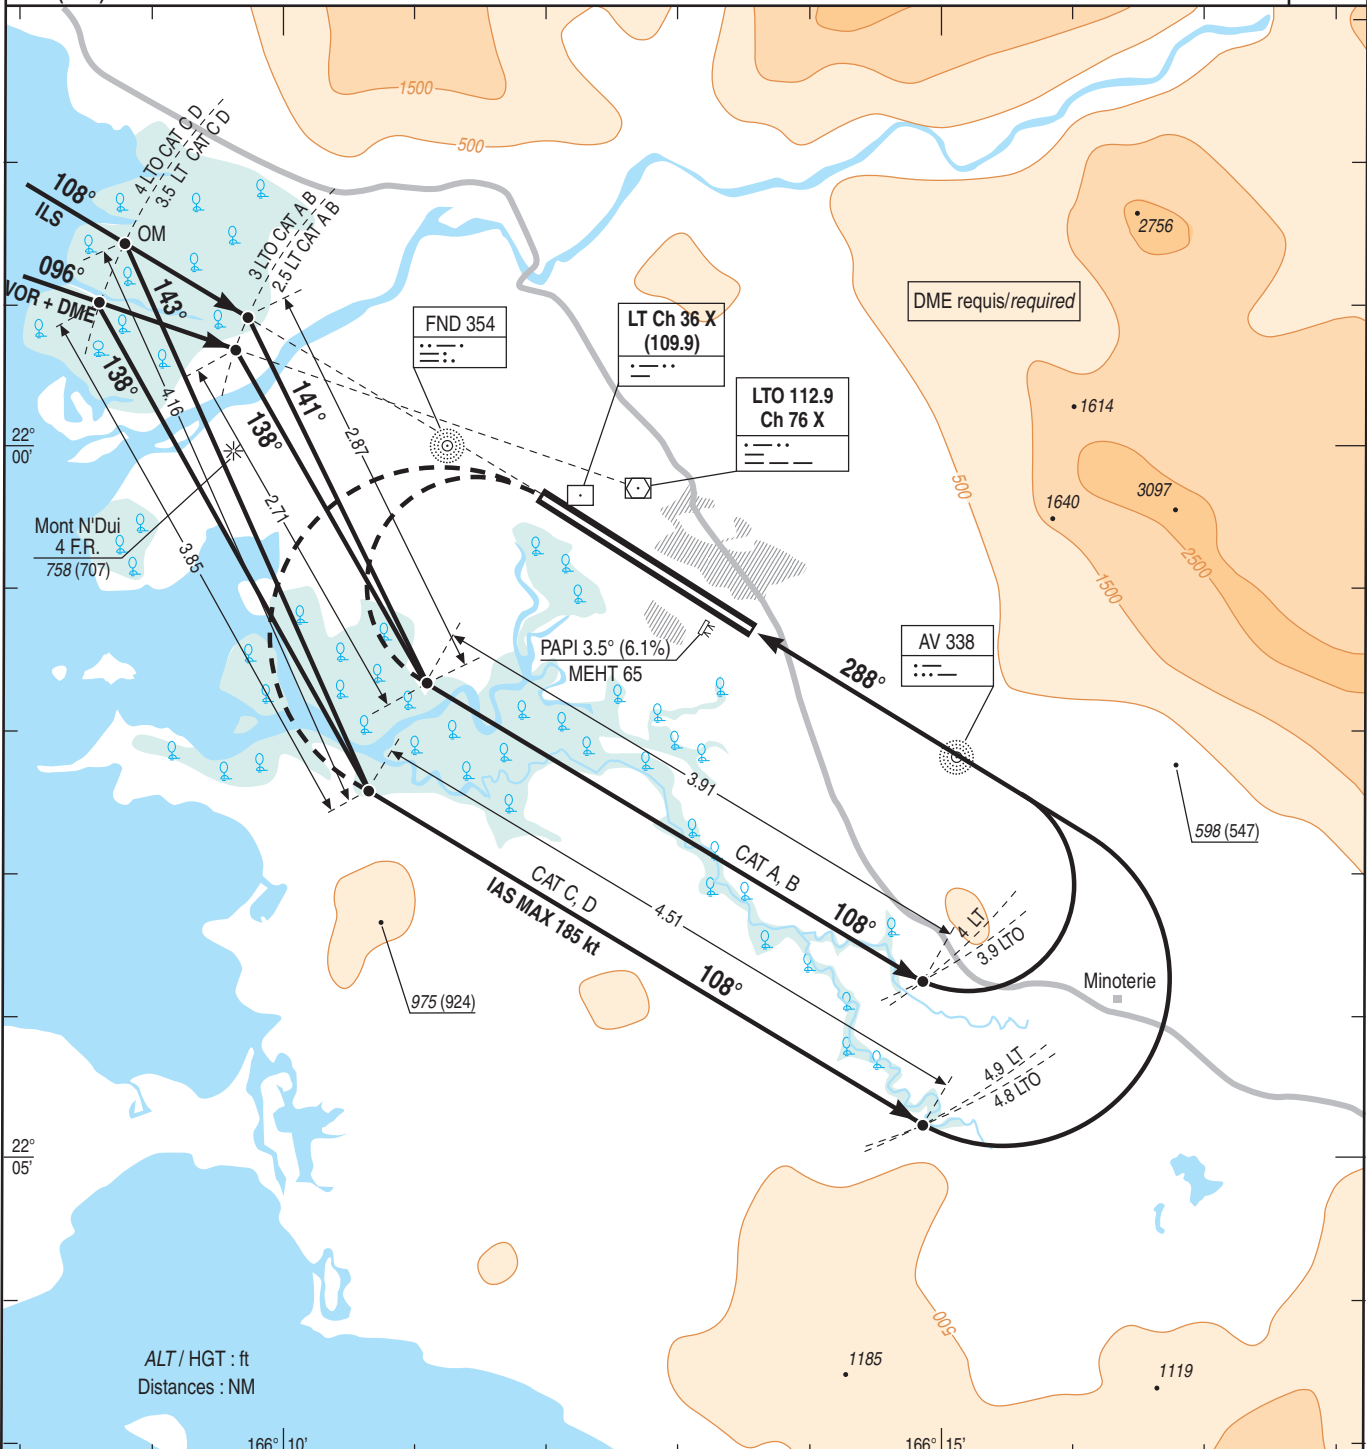 1500
500
4 LTO CAT C D
3.5 LT CAT C D
108°
ILS
OM
3 LTO CAT A B
2.5 LT CAT A B
096°
VOR + DME
143°
138°
4.16
FND 354
LT Ch 36 X
(109.9)
LTO 112.9
Ch 76 X
DME requis/required
2756
1614
1640
3097
2500
1500
500
22°
00'
141°
138°
2.87
2.71
3.85
Mont N'Dui
4 F.R.
758 (707)
PAPI 3.5° (6.1%)
MEHT 65
288°
AV 338
598 (547)
3.91
CAT A, B
108°
CAT C, D
IAS MAX 185 kt
4.51
108°
4 LT
3.9 LTO
Minoterie
975 (924)
4.9 LT
4.8 LTO
22°
05'
500
1185
1119
ALT / HGT : ft
Distances : NM
166° 10'
166° 15'